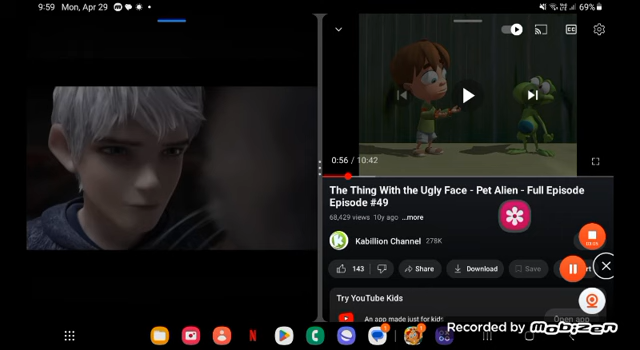 9:59 Mon, Apr 29
69%
CC
0:56 / 10:42
The Thing With the Ugly Face - Pet Alien - Full Episode
Episode #49
68,429 views 10y ago ...more
Kabillion Channel 278K
143 Share Download Save
Try YouTube Kids
An app made just for kids
Open app
Recorded by Mobizen